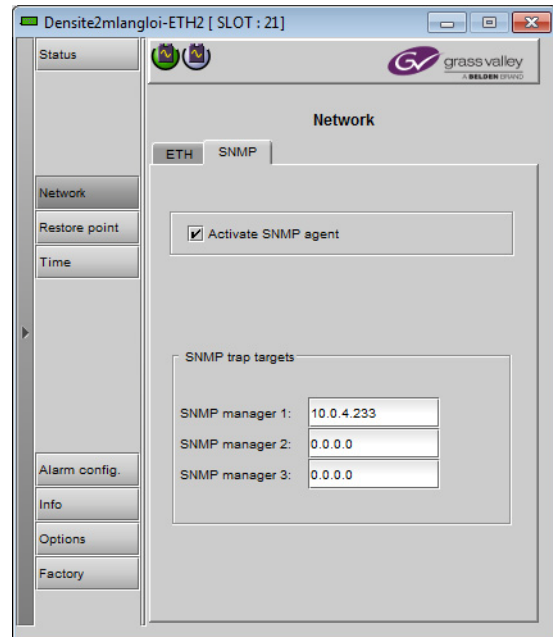 Densite2mlangloi-ETH2 [ SLOT : 21]
Status
GV grass valley
A BELDEN BRAND
Network
ETH SNMP
Network
Restore point
Activate SNMP agent
Time
SNMP trap targets
SNMP manager 1: 10.0.4.233
SNMP manager 2: 0.0.0.0
SNMP manager 3: 0.0.0.0
Alarm config.
Info
Options
Factory